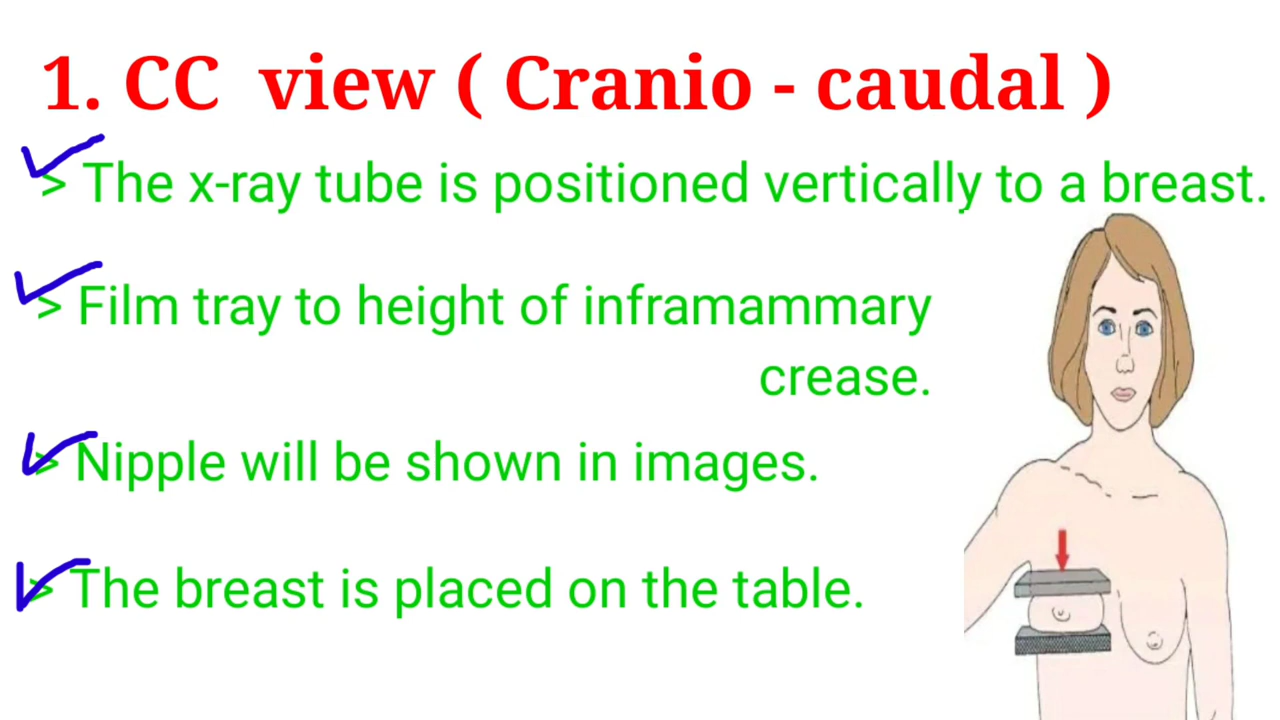 1. CC view ( Cranio - caudal )
> The x-ray tube is positioned vertically to a breast.
> Film tray to height of inframammary
crease.
> Nipple will be shown in images.
> The breast is placed on the table.